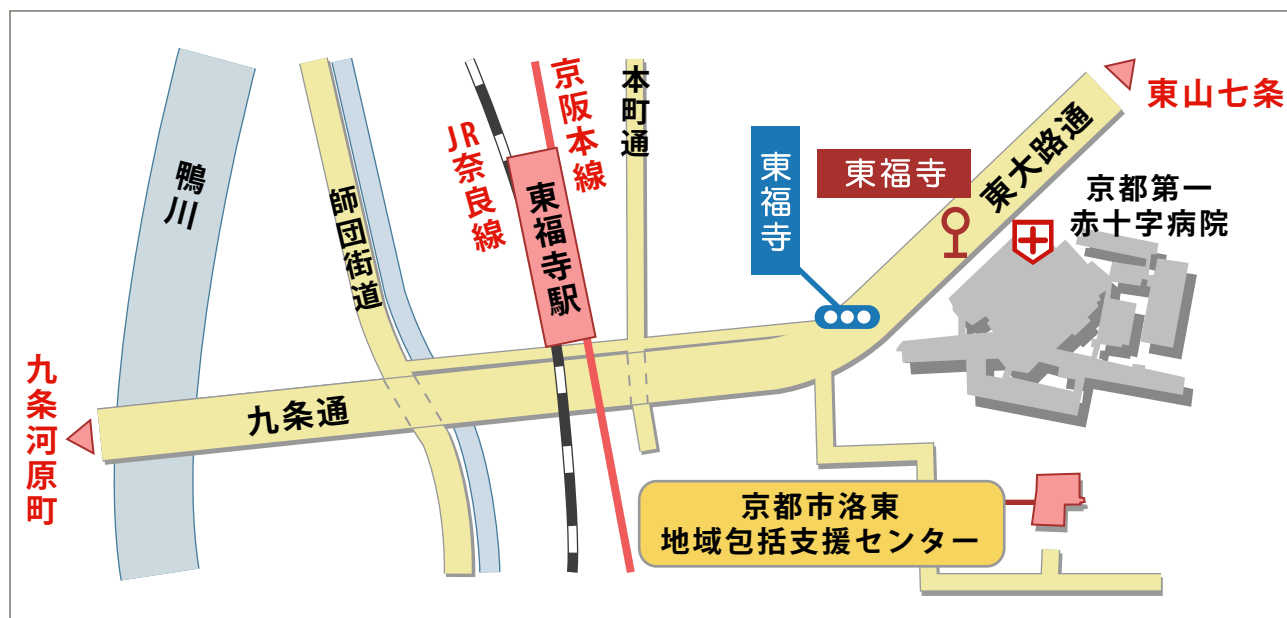 鴨川
師団街道
JR奈良線
京阪本線
東福寺駅
本町通
東福寺
東福寺
東大路通
東山七条
京都第一
赤十字病院
九条河原町
九条通
京都市洛東
地域包括支援センター